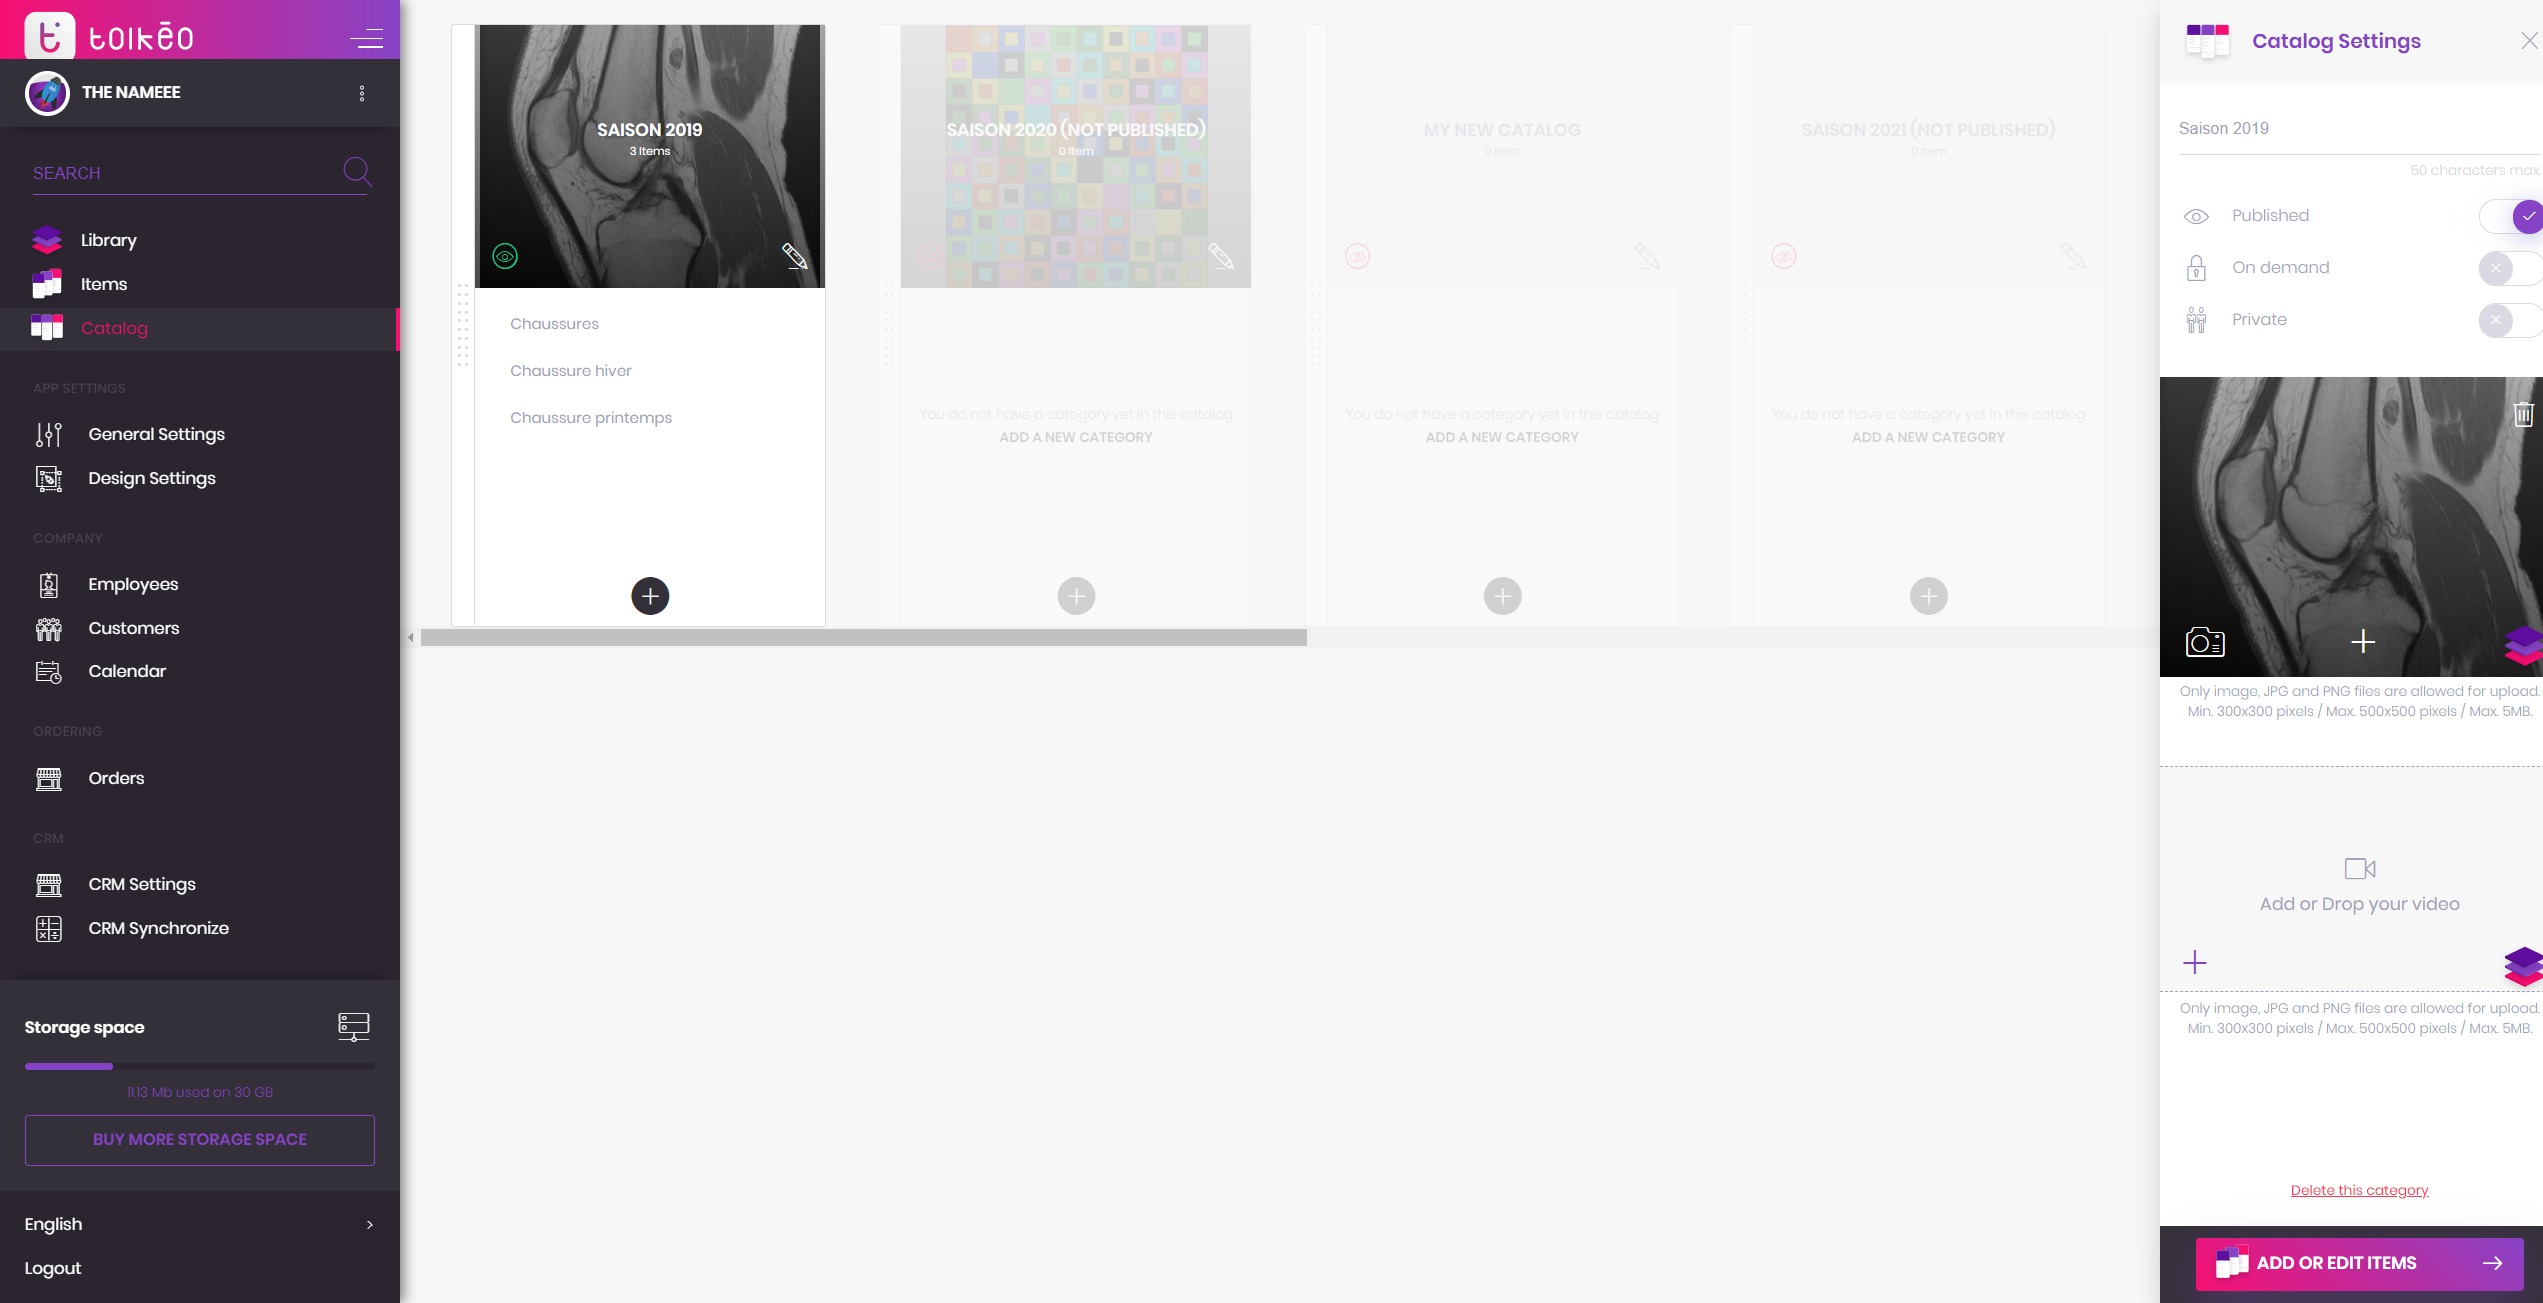 toikēo
THE NAMEEE
SEARCH
Library
Items
Catalog
APP SETTINGS
General Settings
Design Settings
COMPANY
Employees
Customers
Calendar
ORDERING
Orders
CRM
CRM Settings
CRM Synchronize
Storage space
11.13 Mb used on 30 GB
BUY MORE STORAGE SPACE
English
Logout
SAISON 2019
3 Items
Chaussures
Chaussure hiver
Chaussure printemps
SAISON 2020 (NOT PUBLISHED)
0 Item
You do not have a category yet in this catalog
ADD A NEW CATEGORY
MY NEW CATALOG
0 Item
You do not have a category yet in this catalog
ADD A NEW CATEGORY
SAISON 2021 (NOT PUBLISHED)
0 Item
You do not have a category yet in this catalog
ADD A NEW CATEGORY
Catalog Settings
Saison 2019
50 characters max.
Published
On demand
Private
Only image, JPG and PNG files are allowed for upload.
Min. 300x300 pixels / Max. 500x500 pixels / Max. 5MB.
Add or Drop your video
Only image, JPG and PNG files are allowed for upload.
Min. 300x300 pixels / Max. 500x500 pixels / Max. 5MB.
Delete this category
ADD OR EDIT ITEMS